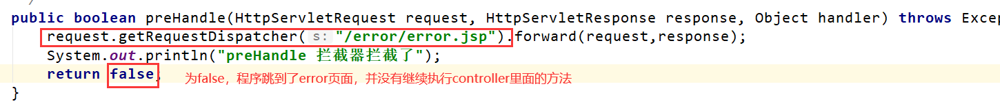 */
public boolean preHandle(HttpServletRequest request, HttpServletResponse response, Object handler) throws Exce
request.getRequestDispatcher( s: "/error/error.jsp").forward(request,response);
System.out.println("preHandle 拦截器拦截了");
return false; 为false，程序跳到了error页面，并没有继续执行controller里面的方法
}